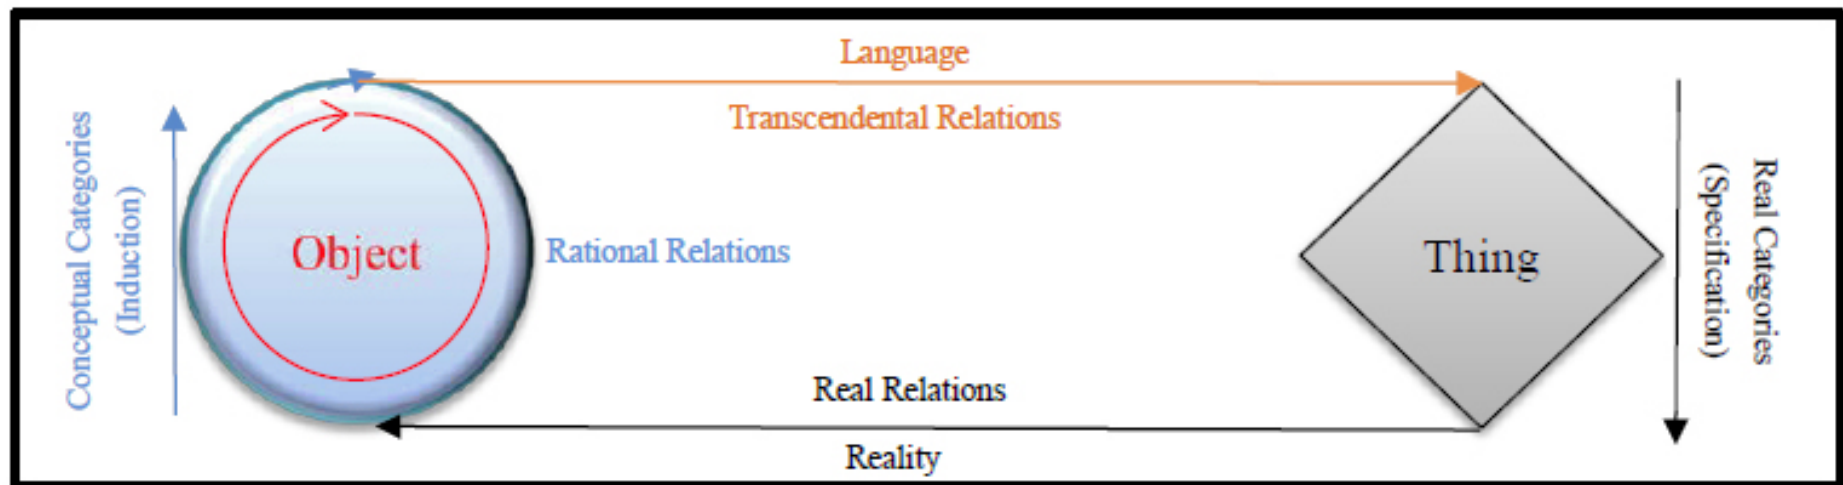 Language
Transcendental Relations
Conceptual Categories
(Induction)
Object
Rational Relations
Thing
Real Categories
(Specification)
Real Relations
Reality